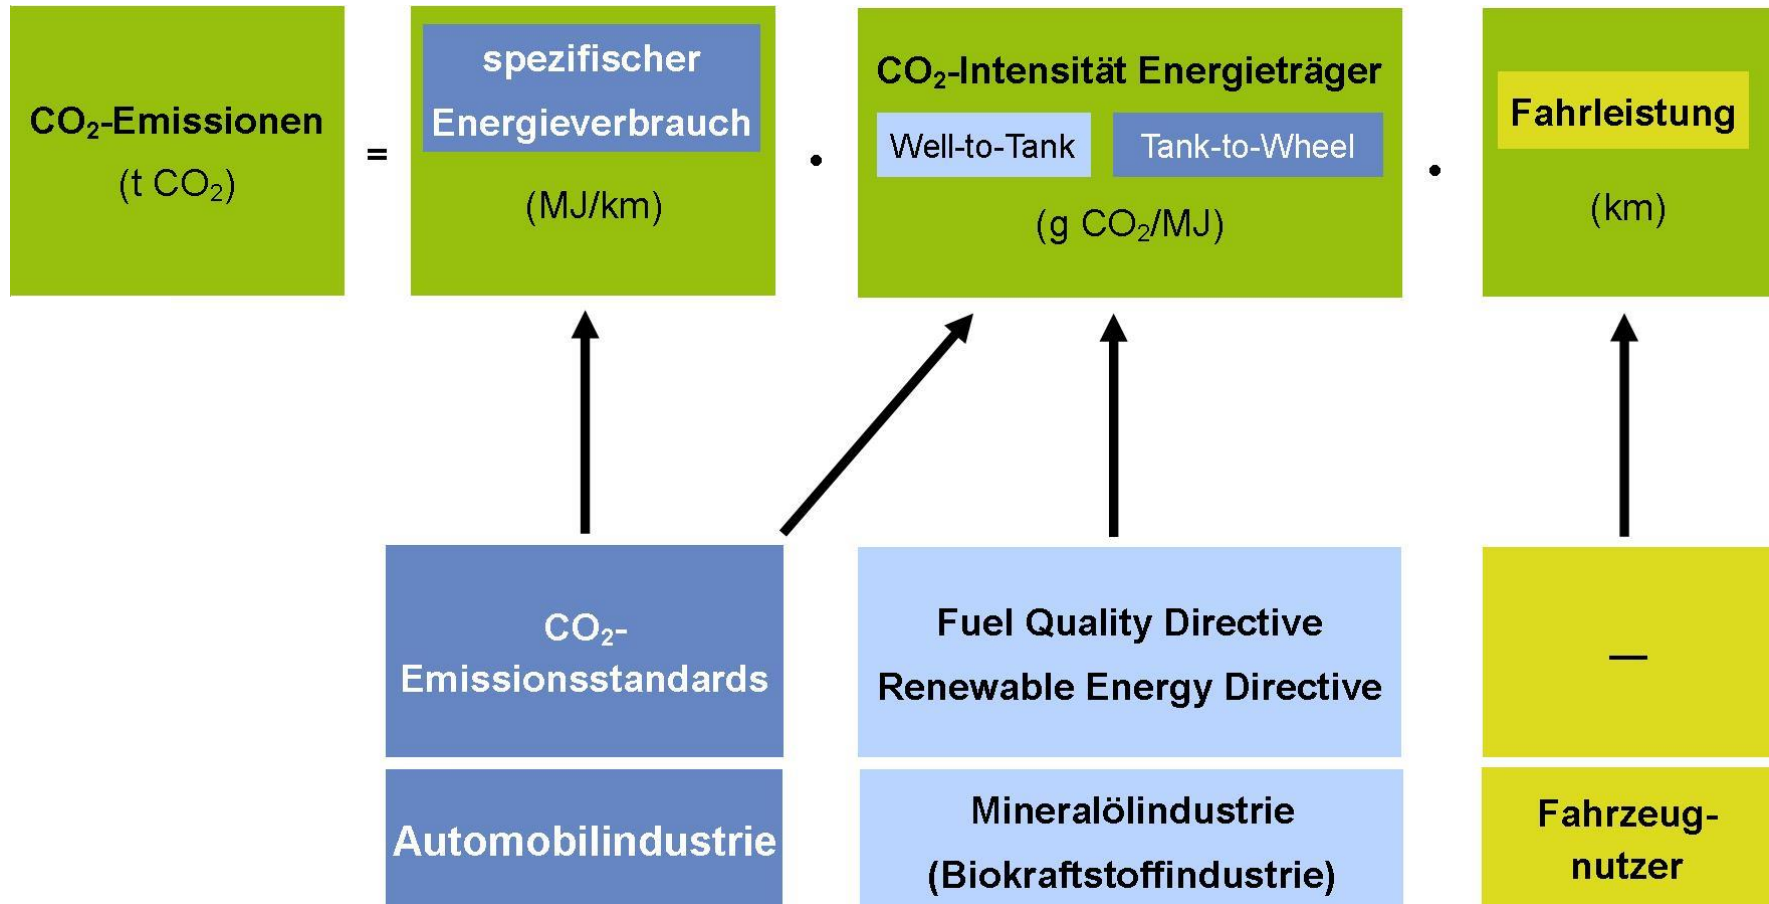 CO₂-Emissionen
(t CO₂)
=
spezifischer
Energieverbrauch
(MJ/km)
·
CO₂-Intensität Energieträger
Well-to-Tank
Tank-to-Wheel
(g CO₂/MJ)
·
Fahrleistung
(km)
CO₂-
Emissionsstandards
Fuel Quality Directive
Renewable Energy Directive
—
Automobilindustrie
Mineralölindustrie
(Biokraftstoffindustrie)
Fahrzeug-
nutzer